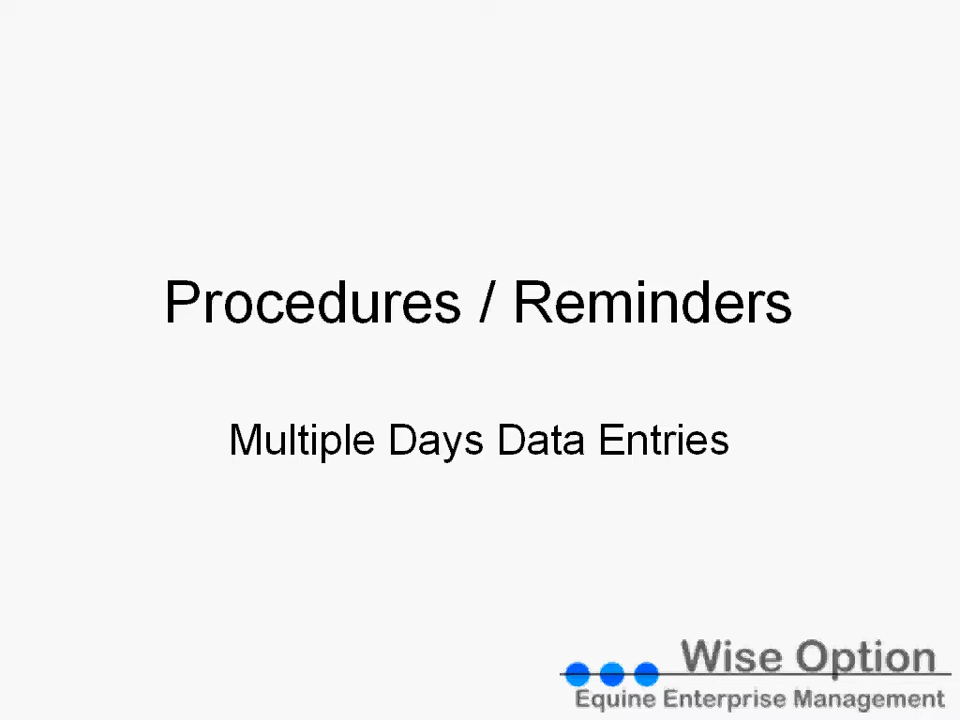 Procedures / Reminders
Multiple Days Data Entries
Wise Option
Equine Enterprise Management